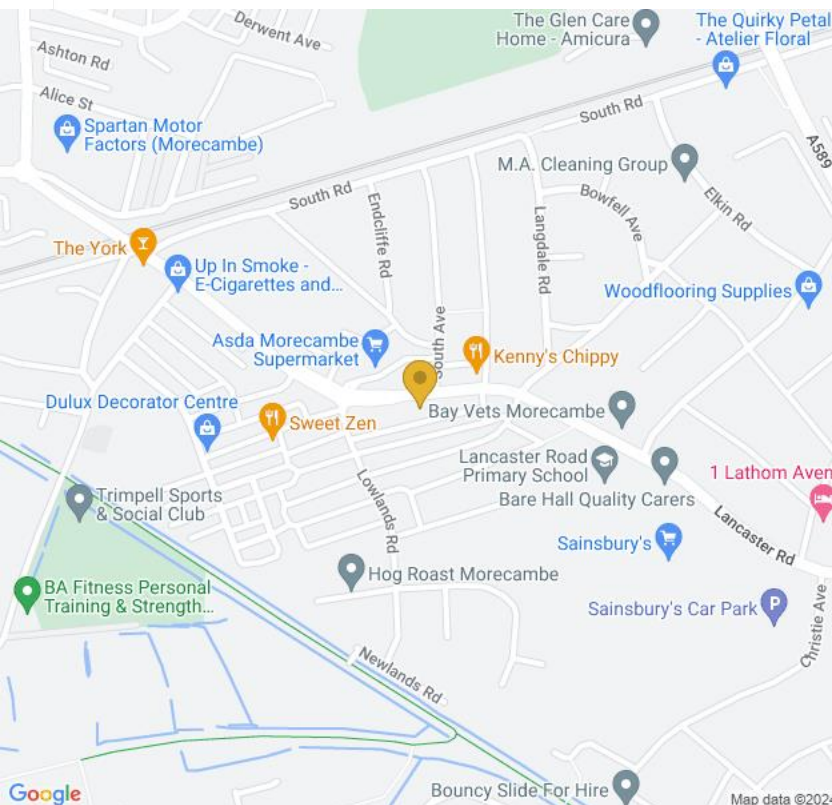 Derwent Ave
The Glen Care
Home - Amicura
The Quirky Petal
- Atelier Floral
Ashton Rd
Alice St
Spartan Motor
Factors (Morecambe)
South Rd
A589
M.A. Cleaning Group
South Rd
Endcliffe Rd
Langdale Rd
Bowfell Ave
Elkin Rd
The York
Up In Smoke -
E-Cigarettes and...
Woodflooring Supplies
Asda Morecambe
Supermarket
South Ave
Kenny's Chippy
Dulux Decorator Centre
Sweet Zen
Bay Vets Morecambe
Lancaster Road
Primary School
Bare Hall Quality Carers
1 Lathom Aven
Trimpell Sports
& Social Club
Lowlands Rd
Lancaster Rd
Sainsbury's
Hog Roast Morecambe
BA Fitness Personal
Training & Strength...
Sainsbury's Car Park
P
Christie Ave
Newlands Rd
Bouncy Slide For Hire
Google
Map data ©2024